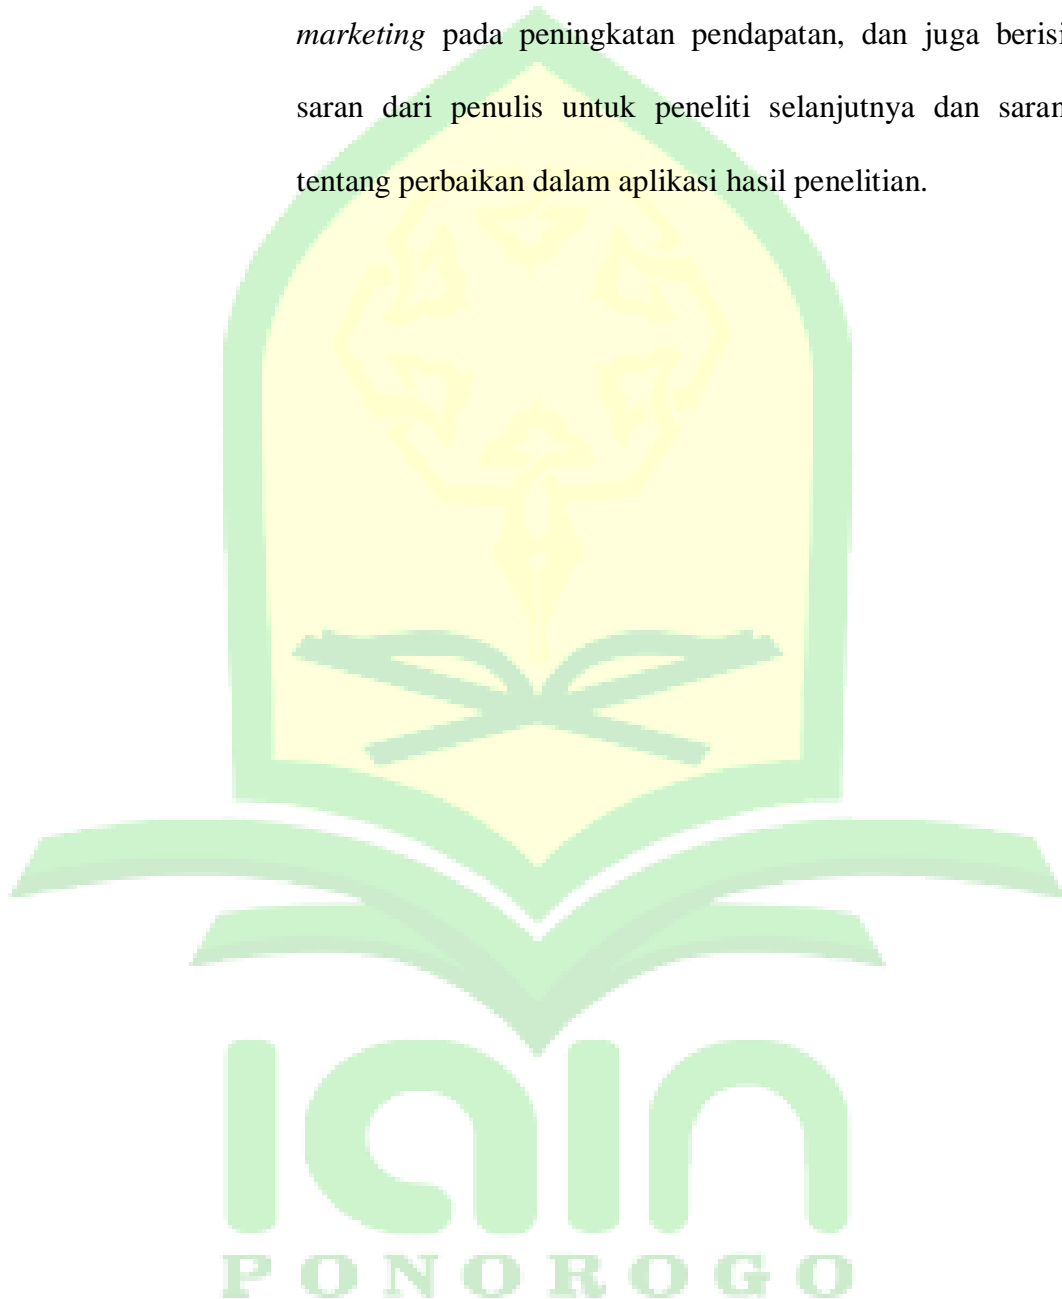 marketing pada peningkatan pendapatan, dan juga berisi
saran dari penulis untuk peneliti selanjutnya dan saran
tentang perbaikan dalam aplikasi hasil penelitian.
iain
PONOROGO